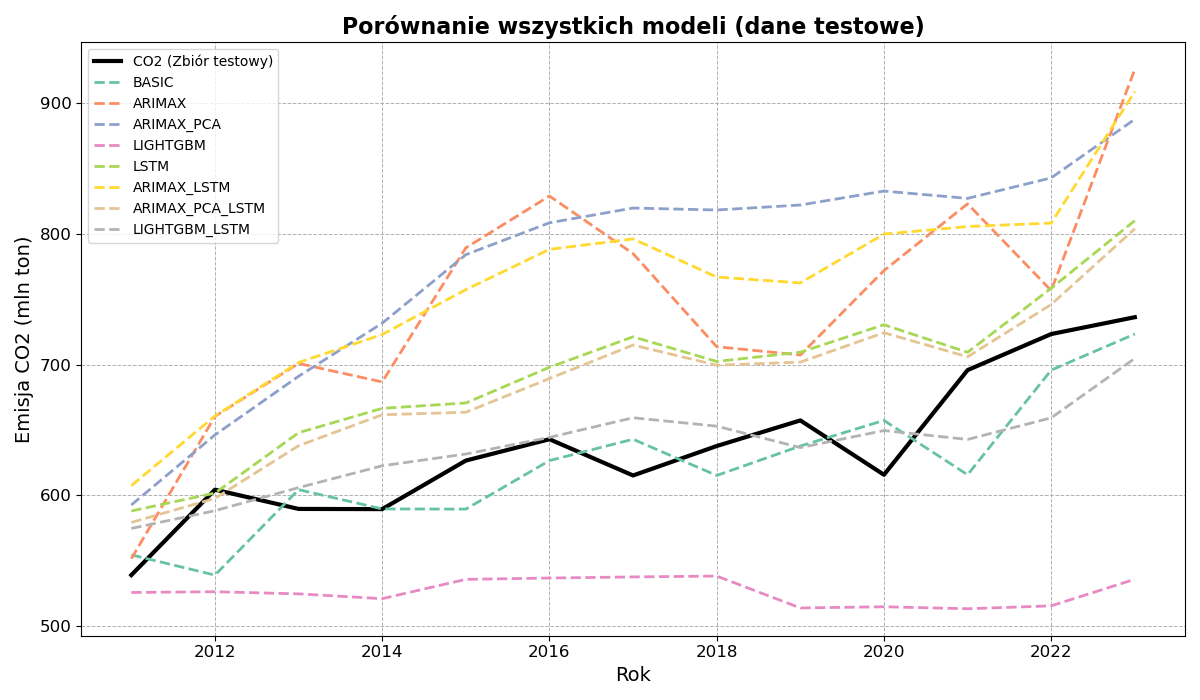 Porównanie wszystkich modeli (dane testowe)
CO2 (Zbiór testowy)
BASIC
ARIMAX
ARIMAX_PCA
LIGHTGBM
LSTM
ARIMAX_LSTM
ARIMAX_PCA_LSTM
LIGHTGBM_LSTM
Emisja CO2 (mln ton)
900
800
700
600
500
2012 2014 2016 2018 2020 2022
Rok